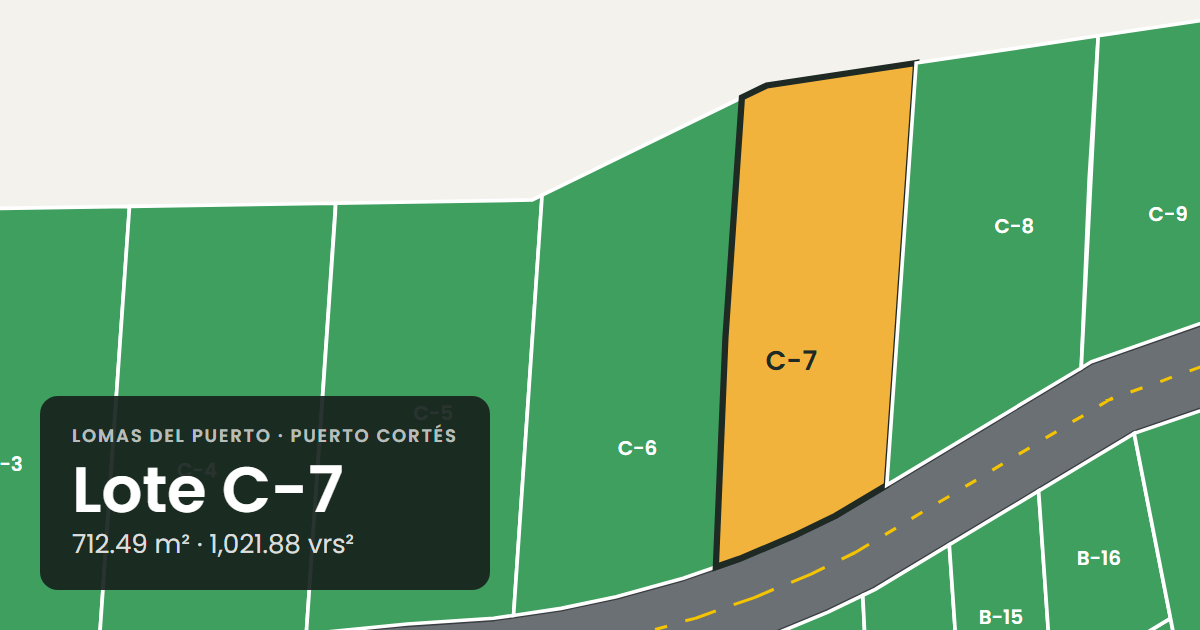 C-9
C-8
C-7
C-5
C-6
LOMAS DEL PUERTO · PUERTO CORTÉS
-3
C-4
Lote C-7
712.49 m² · 1,021.88 vrs²
B-16
B-15